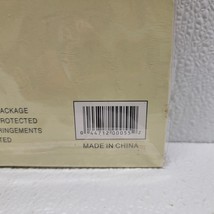 ACKAGE
ROTECTED
RINGEMENTS
TED
MADE IN CHINA